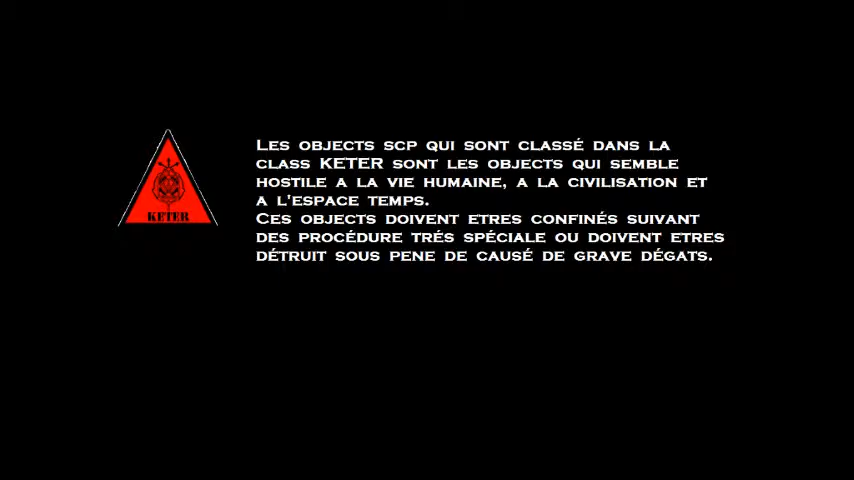 Les objects scp qui sont classé dans la
class KETER sont les objects qui semble
hostile a la vie humaine, a la civilisation et
a l'espace temps.
Ces objects doivent etres confinés suivant
des procédure trés spéciale ou doivent etres
détruit sous pene de causé de grave dégats.
KETER